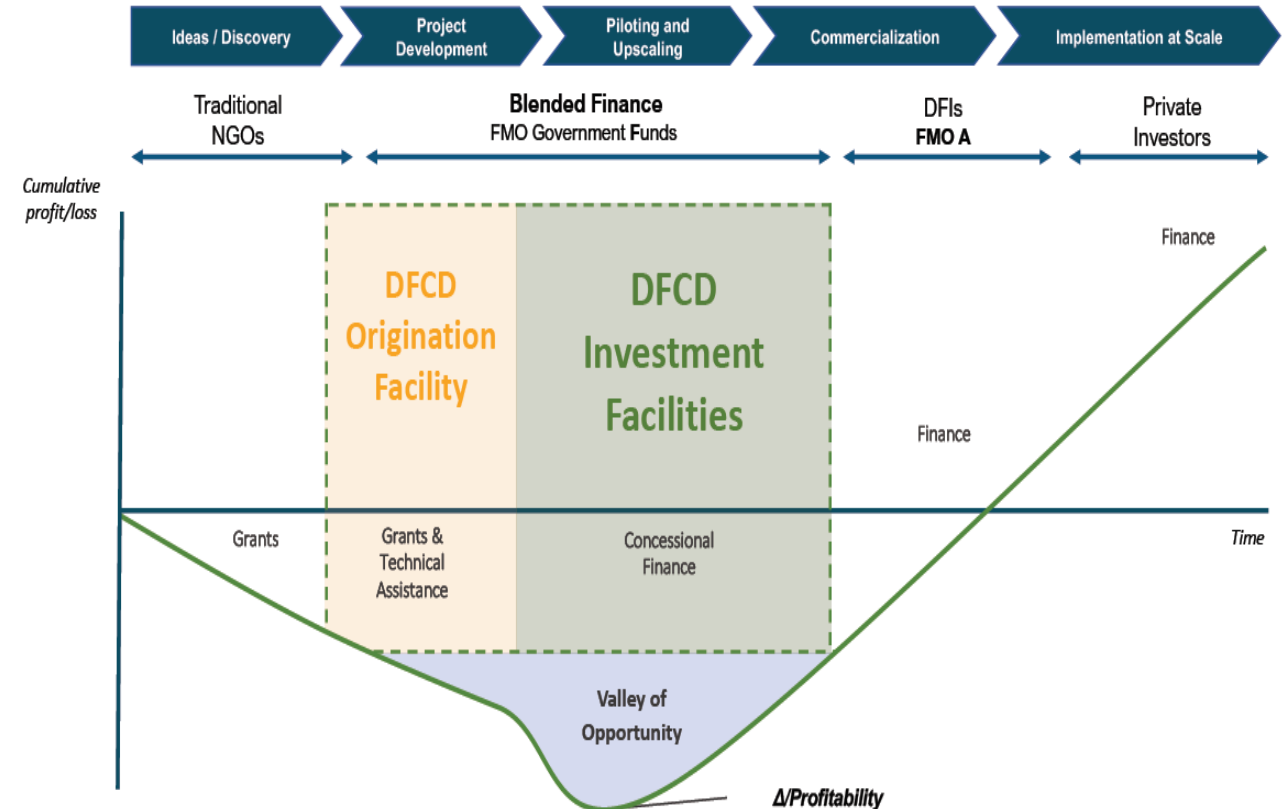 Ideas / Discovery
Project
Development
Piloting and
Upscaling
Commercialization
Implementation at Scale
Traditional
NGOs
Blended Finance
FMO Government Funds
DFIs
FMO A
Private
Investors
Cumulative
profit/loss
Finance
DFCD
Origination
Facility
DFCD
Investment
Facilities
Finance
Grants
Grants &
Technical
Assistance
Concessional
Finance
Time
Valley of
Opportunity
Δ/Profitability